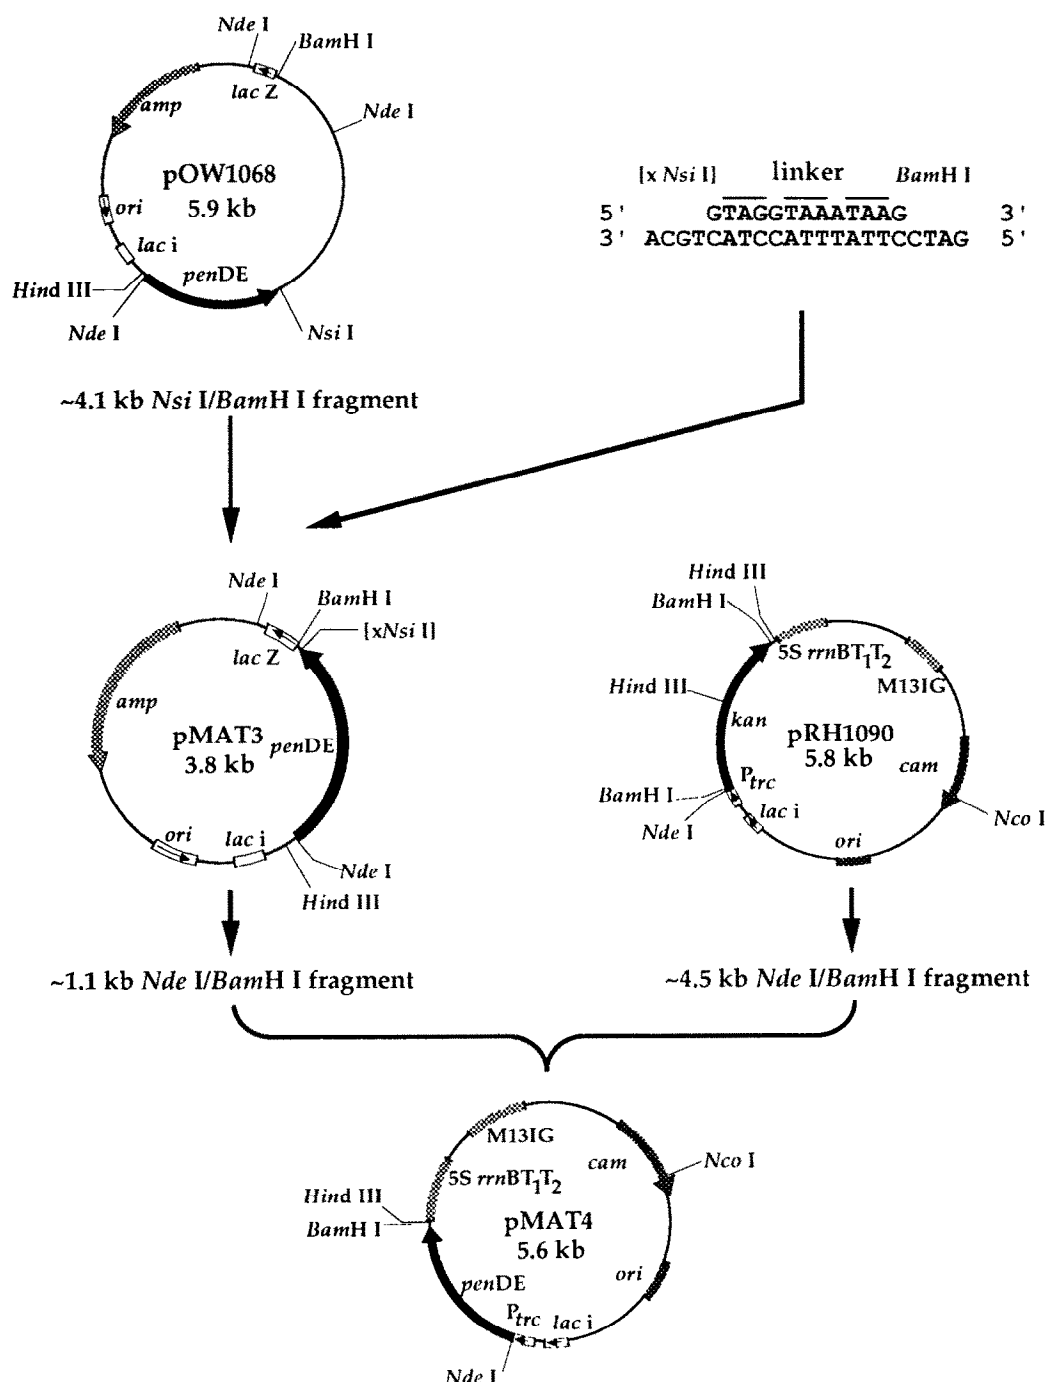 Nde I
BamH I
lac Z
Nde I
amp
pOW1068
5.9 kb
ori
lac i
penDE
Hind III
Nde I
Nsi I
[x Nsi I] linker BamH I
5' GTAGGTAAATAAG 3'
3' ACGTCATCCATTTATTCCTAG 5'
~4.1 kb Nsi I/BamH I fragment
Nde I
BamH I
[xNsi I]
lac Z
amp
pMAT3
3.8 kb
penDE
ori
lac i
Nde I
Hind III
Hind III
BamH I
5S rrnBT1T2
M13IG
Hind III
kan
pRH1090
5.8 kb
cam
Ptrc
BamH I
lac i
Nde I
Nco I
ori
~1.1 kb Nde I/BamH I fragment
~4.5 kb Nde I/BamH I fragment
M13IG
cam
Nco I
5S rrnBT1T2
Hind III
BamH I
pMAT4
5.6 kb
ori
penDE
Ptrc
lac i
Nde I